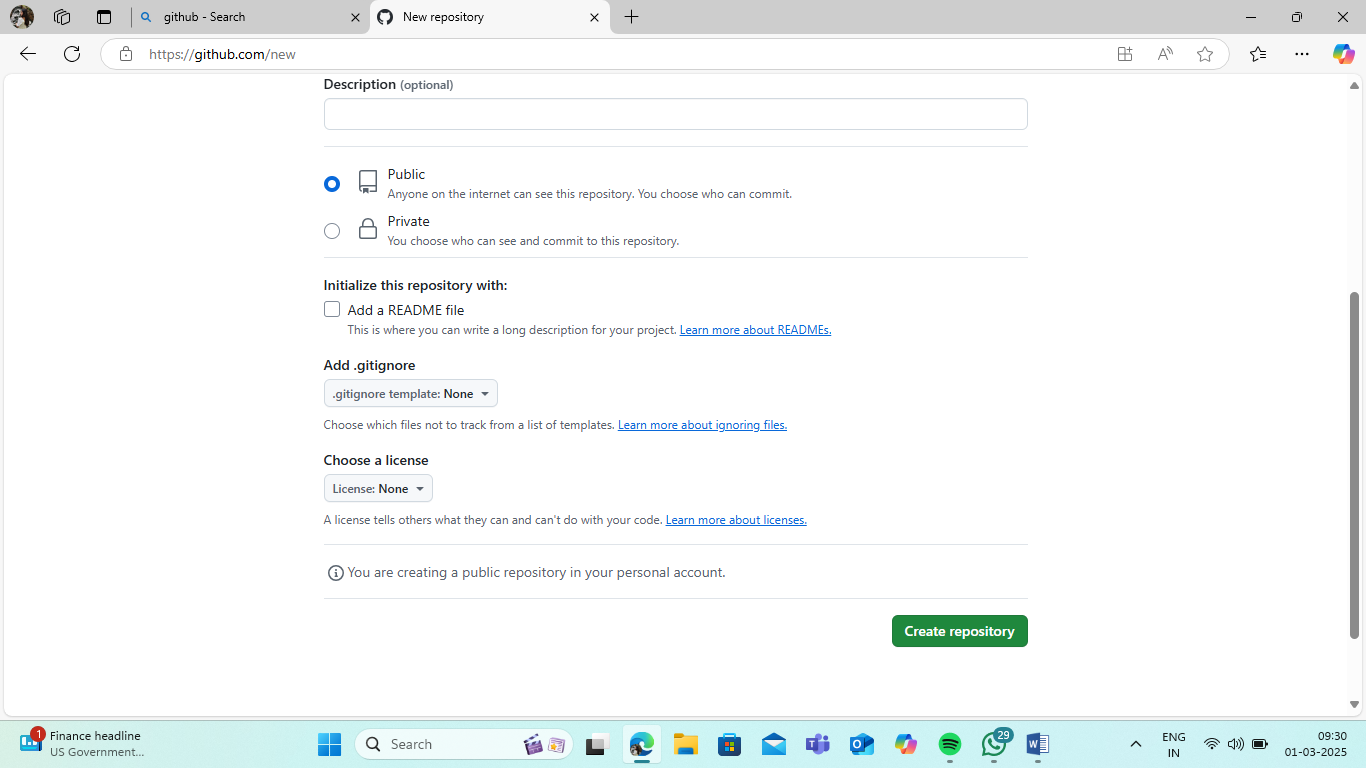 github - Search
New repository
https://github.com/new
Description (optional)
Public
Anyone on the internet can see this repository. You choose who can commit.
Private
You choose who can see and commit to this repository.
Initialize this repository with:
Add a README file
This is where you can write a long description for your project. Learn more about READMEs.
Add .gitignore
.gitignore template: None
Choose which files not to track from a list of templates. Learn more about ignoring files.
Choose a license
License: None
A license tells others what they can and can't do with your code. Learn more about licenses.
You are creating a public repository in your personal account.
Create repository
1
Finance headline
US Government...
Search
29
ENG
IN
09:30
01-03-2025